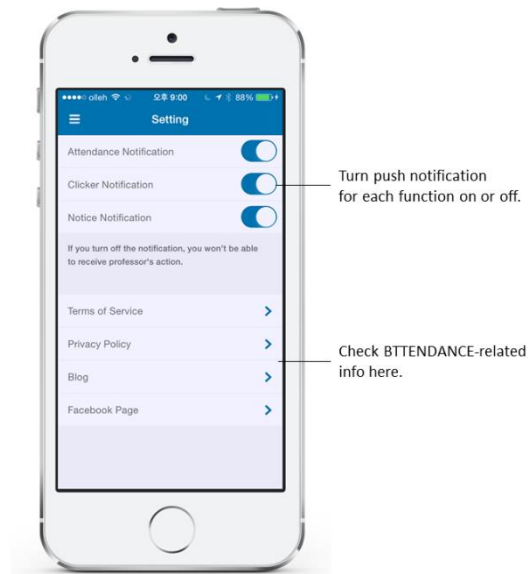 olleh 오후 9:00 88%
Setting
Attendance Notification
Clicker Notification
Notice Notification
If you turn off the notification, you won't be able
to receive professor's action.
Terms of Service
Privacy Policy
Blog
Facebook Page
Turn push notification
for each function on or off.
Check BTTENDANCE-related
info here.